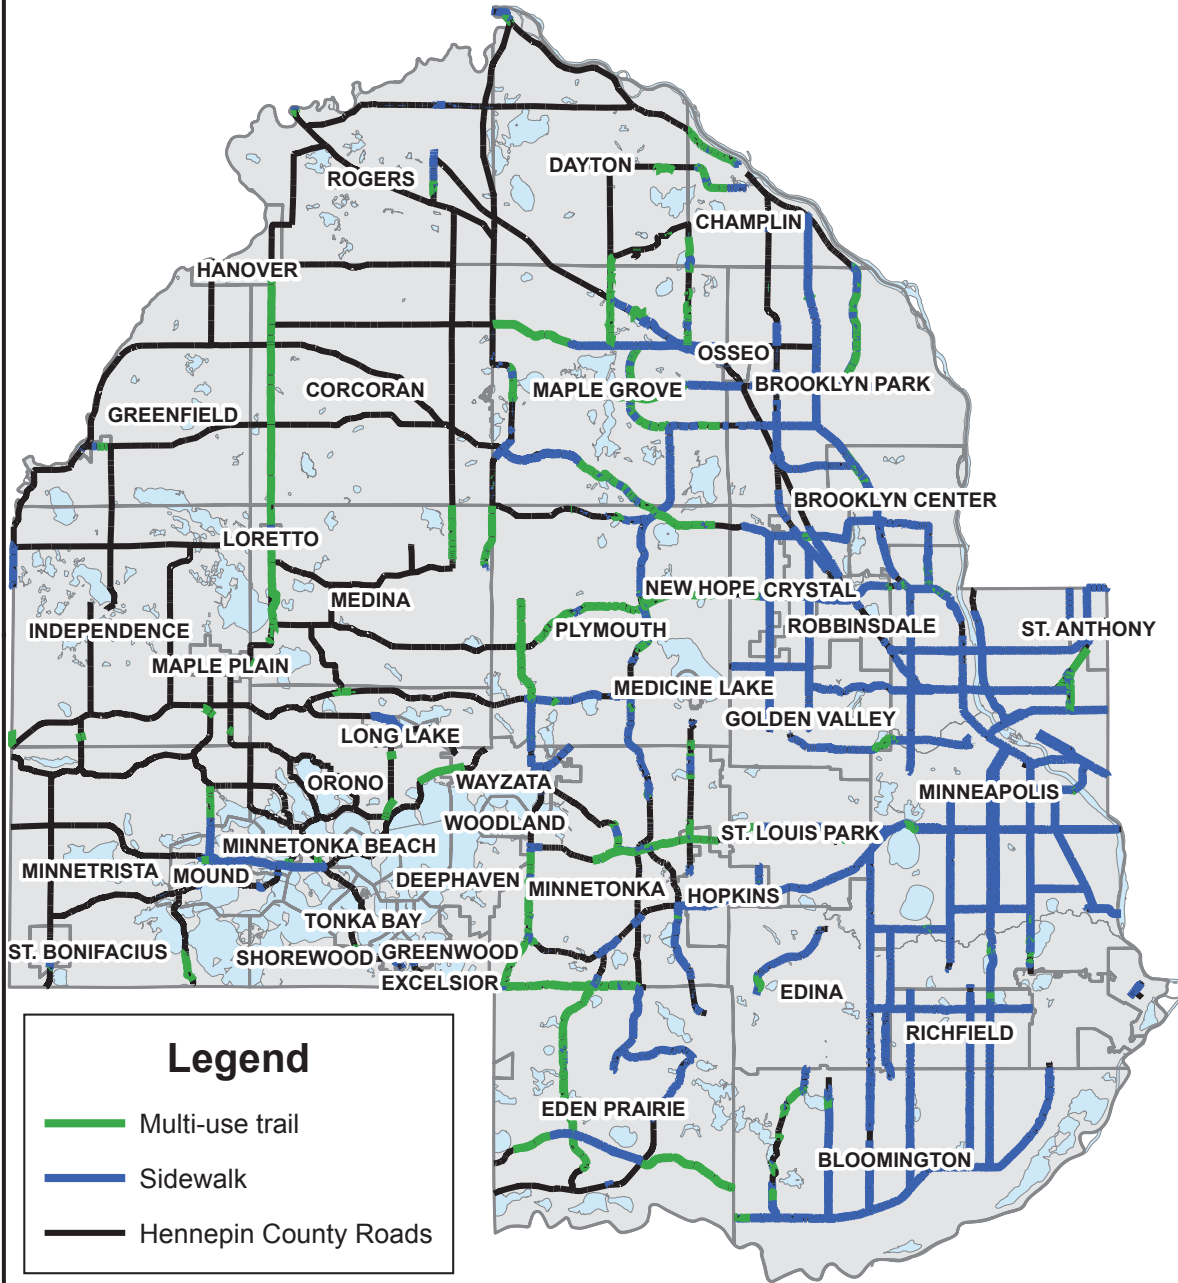 DAYTON
ROGERS
CHAMPLIN
HANOVER
OSSEO
MAPLE GROVE
BROOKLYN PARK
CORCORAN
GREENFIELD
BROOKLYN CENTER
LORETTO
NEW HOPE
CRYSTAL
MEDINA
INDEPENDENCE
PLYMOUTH
ROBBINSDALE
ST. ANTHONY
MAPLE PLAIN
MEDICINE LAKE
GOLDEN VALLEY
LONG LAKE
ORONO
WAYZATA
MINNEAPOLIS
WOODLAND
ST. LOUIS PARK
MINNETONKA BEACH
MINNETRISTA
MOUND
DEEPHAVEN
MINNETONKA
HOPKINS
TONKA BAY
ST. BONIFACIUS
SHOREWOOD
GREENWOOD
EXCELSIOR
EDINA
RICHFIELD
EDEN PRAIRIE
BLOOMINGTON
Legend
Multi-use trail
Sidewalk
Hennepin County Roads